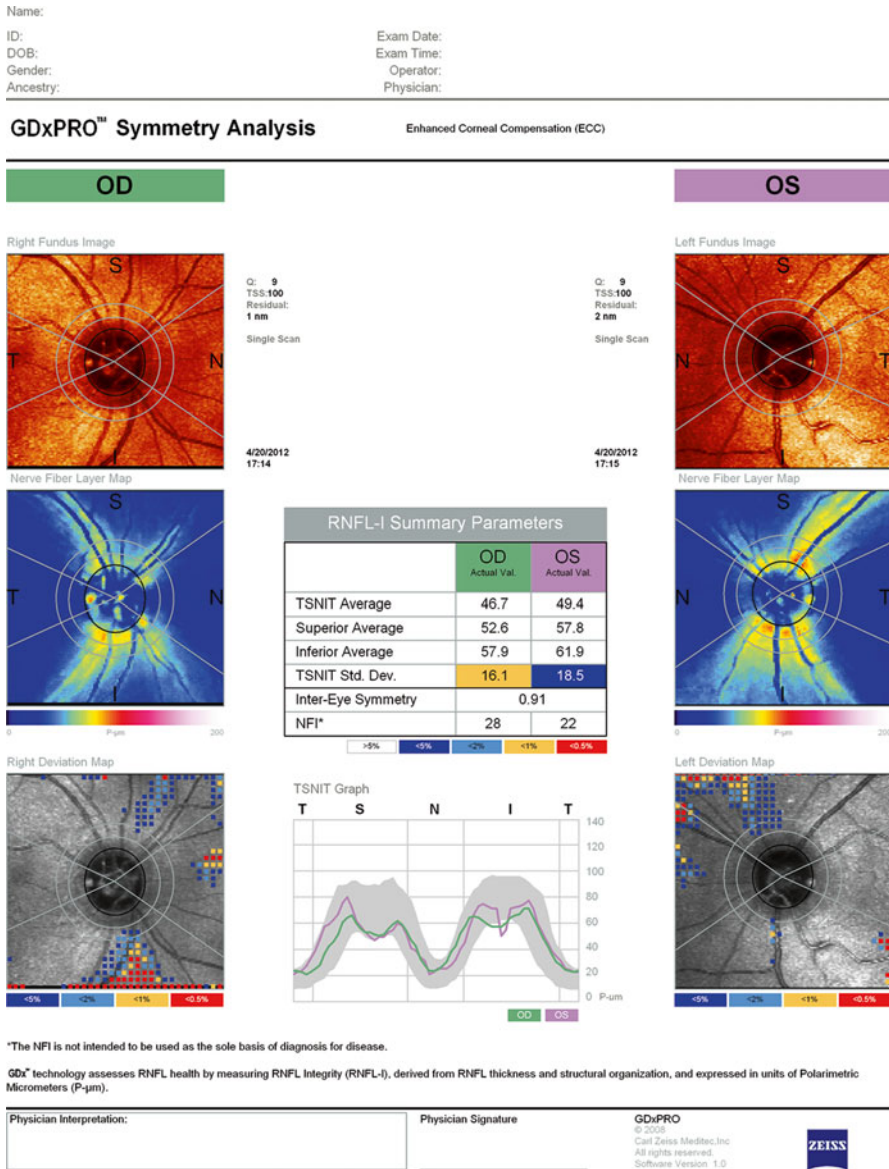 Name:
ID: Exam Date:
DOB: Exam Time:
Gender: Operator:
Ancestry: Physician:
GDxPRO™ Symmetry Analysis Enhanced Corneal Compensation (ECC)
OD OS
Right Fundus Image Left Fundus Image
S S
Q: 9 Q: 9
TSS:100 TSS:100
Residual: Residual:
1 nm 2 nm
Single Scan Single Scan
T N N T
4/20/2012 4/20/2012
17:14 17:15
I I
Nerve Fiber Layer Map Nerve Fiber Layer Map
S S
T N N T
I I
0 P-µm 200 0 P-µm 200
RNFL-I Summary Parameters
OD OS
Actual Val. Actual Val.
TSNIT Average 46.7 49.4
Superior Average 52.6 57.8
Inferior Average 57.9 61.9
TSNIT Std. Dev. 16.1 18.5
Inter-Eye Symmetry 0.91
NFI* 28 22
>5% <5% <2% <1% <0.5%
Right Deviation Map Left Deviation Map
<5% <2% <1% <0.5% <5% <2% <1% <0.5%
TSNIT Graph
T S N I T
140
120
100
80
60
40
20
0 P-um
OD OS
*The NFI is not intended to be used as the sole basis of diagnosis for disease.
GDx™ technology assesses RNFL health by measuring RNFL Integrity (RNFL-I), derived from RNFL thickness and structural organization, and expressed in units of Polarimetric
Micrometers (P-µm).
Physician Interpretation: Physician Signature GDxPRO
© 2008
Carl Zeiss Meditec,Inc
All rights reserved.
Software Version 1.0
ZEISS